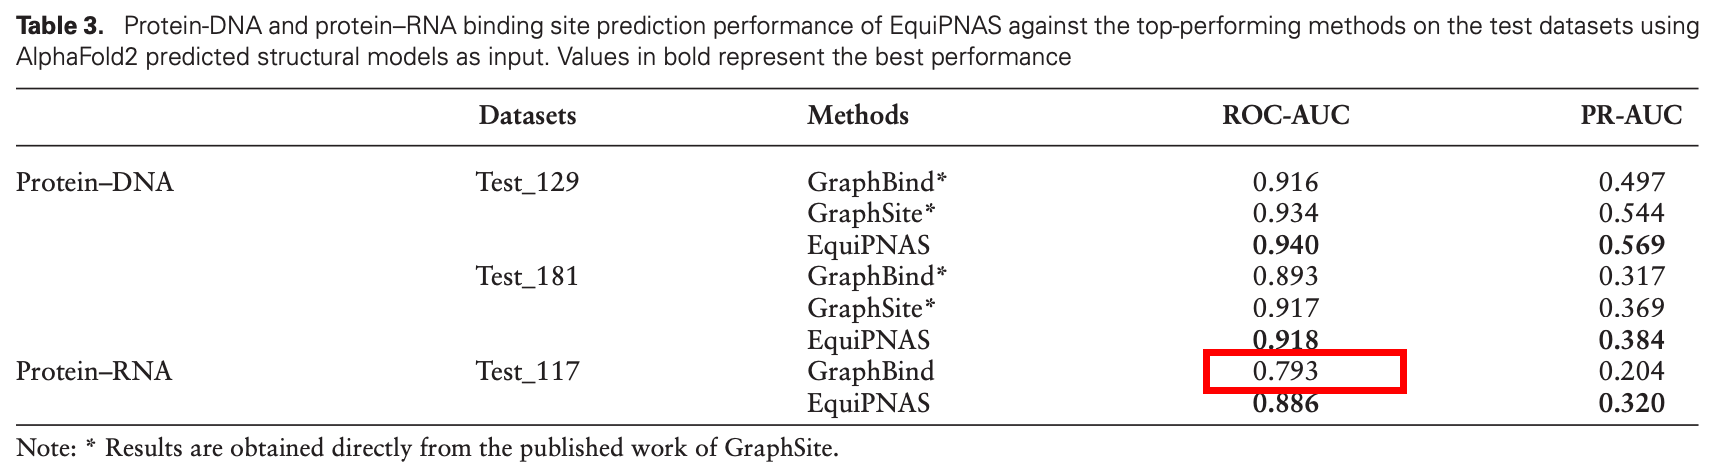 Table 3. Protein-DNA and protein–RNA binding site prediction performance of EquiPNAS against the top-performing methods on the test datasets using
AlphaFold2 predicted structural models as input. Values in bold represent the best performance
Datasets Methods ROC-AUC PR-AUC
Protein–DNA Test_129 GraphBind* 0.916 0.497
GraphSite* 0.934 0.544
EquiPNAS 0.940 0.569
Test_181 GraphBind* 0.893 0.317
GraphSite* 0.917 0.369
EquiPNAS 0.918 0.384
Protein–RNA Test_117 GraphBind 0.793 0.204
EquiPNAS 0.886 0.320
Note: * Results are obtained directly from the published work of GraphSite.